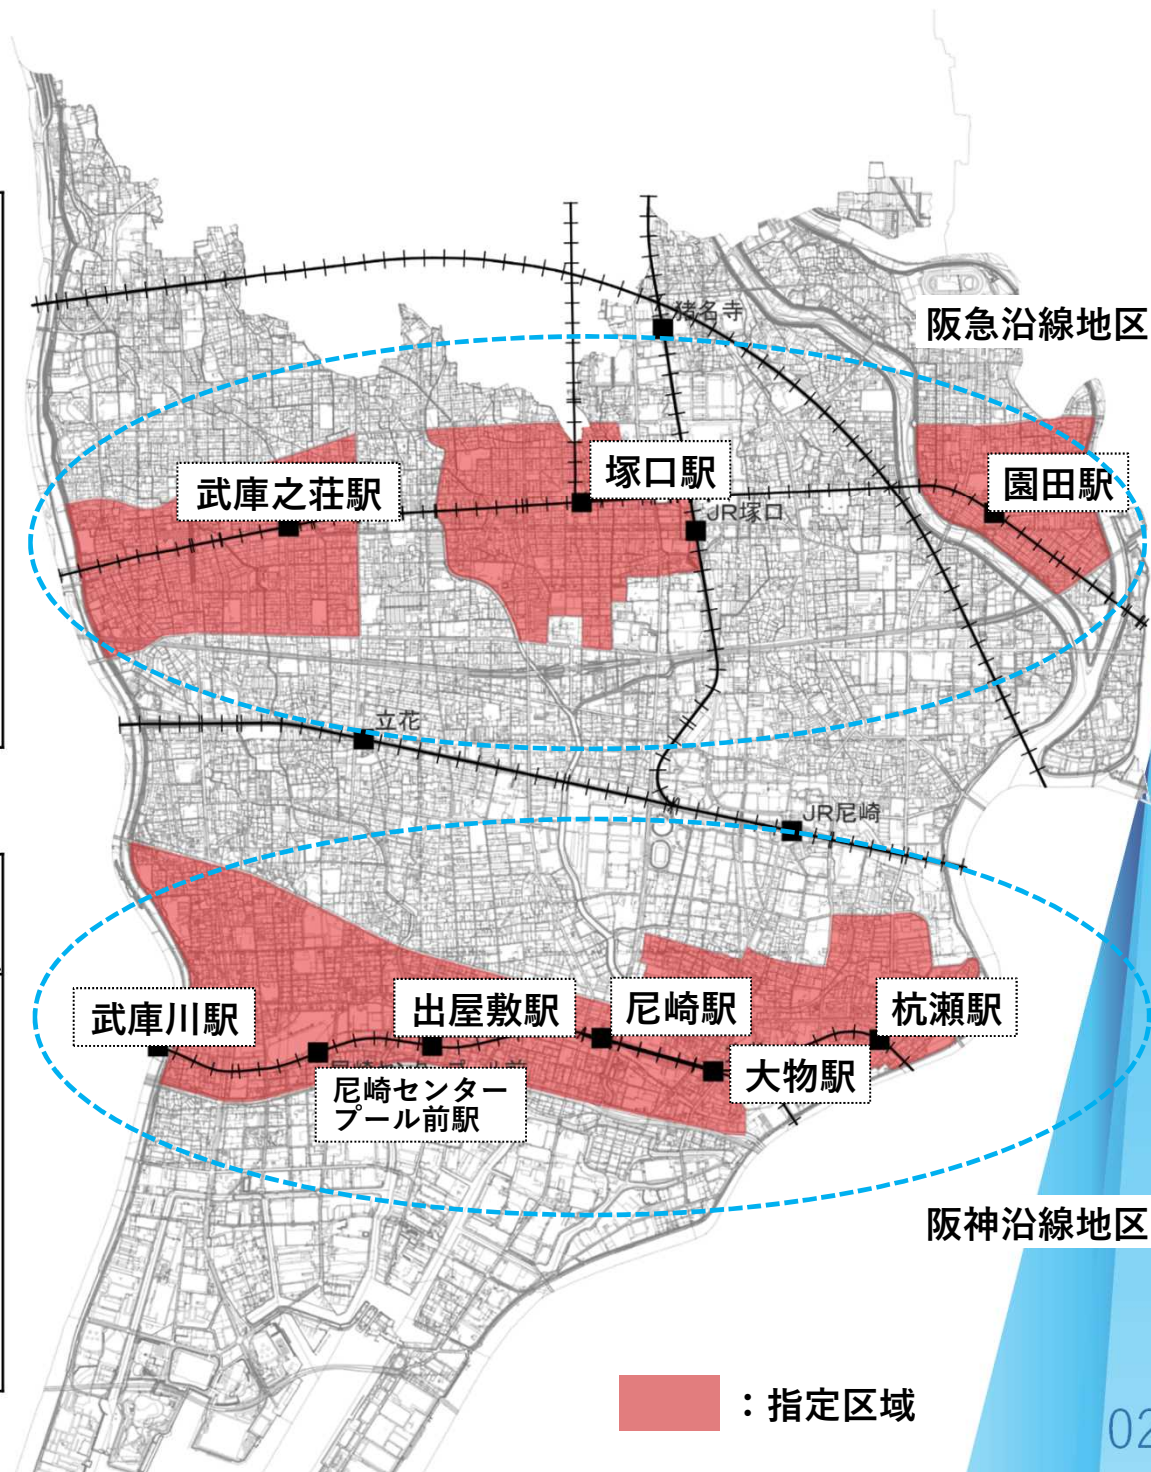 猪名寺
阪急沿線地区
武庫之荘駅
塚口駅
園田駅
JR塚口
立花
JR尼崎
武庫川駅
出屋敷駅
尼崎駅
杭瀬駅
大物駅
尼崎センター
プール前駅
阪神沿線地区
：指定区域
02